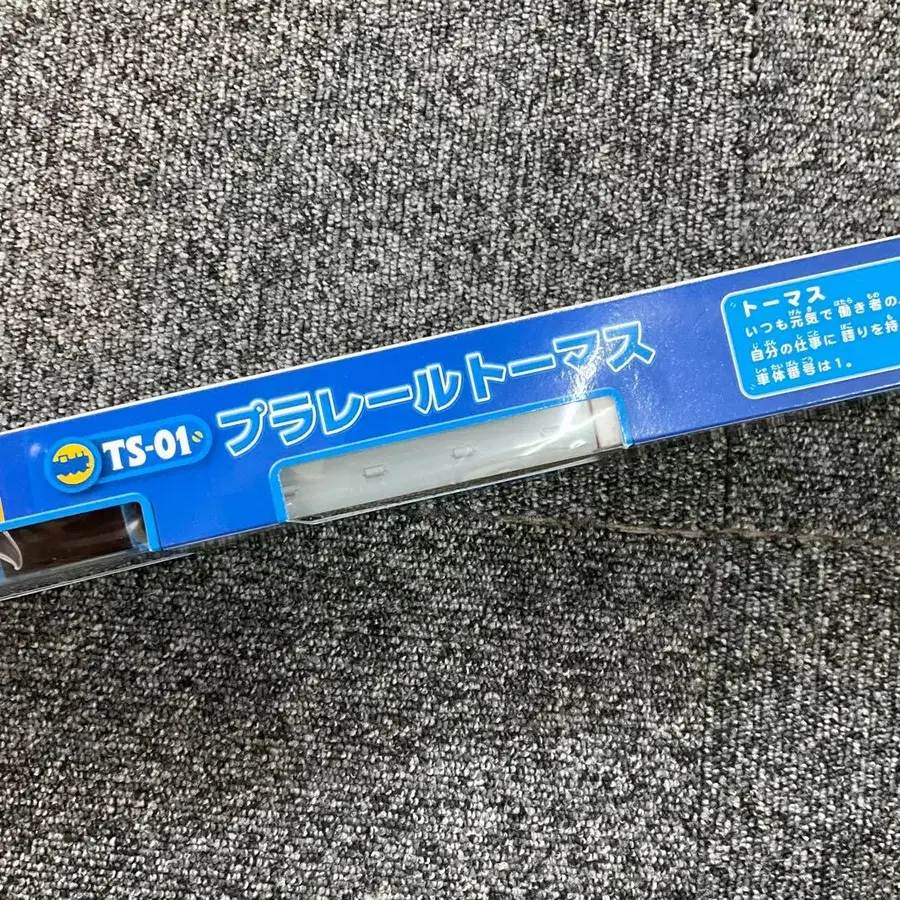 TS-01 プラレールトーマス
トーマス
いつも元気で働き者の
自分の仕事に誇りを持
車体番号は1。